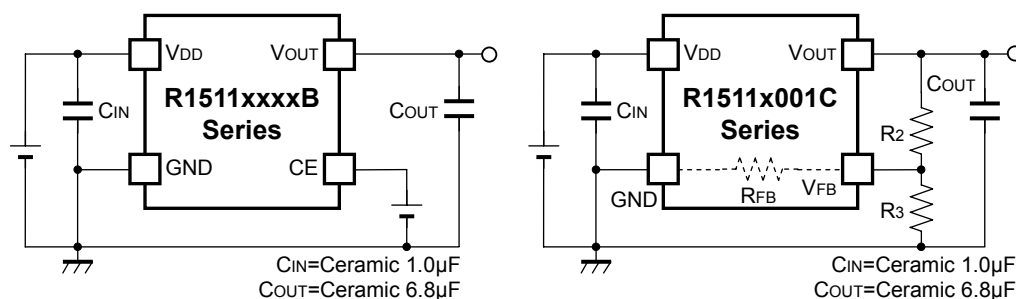 VDD VOUT
R1511xxxxB
Series
CIN
COUT
GND CE
CIN=Ceramic 1.0µF
COUT=Ceramic 6.8µF
VDD VOUT
R1511x001C
Series
CIN
COUT
R2
GND RFB VFB
R3
CIN=Ceramic 1.0µF
COUT=Ceramic 6.8µF